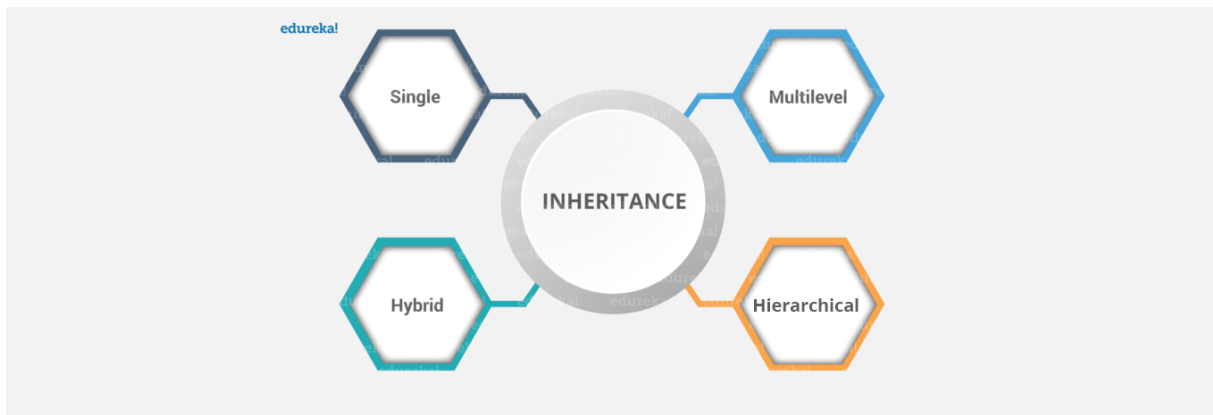 edureka!
Single
Multilevel
INHERITANCE
Hybrid
Hierarchical